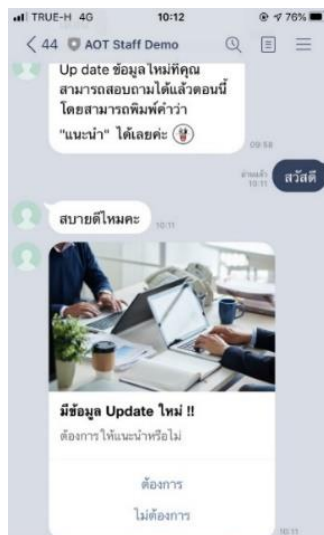 TRUE-H 4G 10:12 76%
44 AOT Staff Demo
Up date ข้อมูลใหม่ที่คุณ
สามารถสอบถามได้แล้วตอนนี้
โดยสามารถพิมพ์คำว่า
"แนะนำ" ได้เลยค่ะ
09:58
อ่านแล้ว
10:11 สวัสดี
สบายดีไหมคะ 10:11
มีข้อมูล Update ใหม่ !!
ต้องการให้แนะนำหรือไม่
ต้องการ
ไม่ต้องการ
10:11